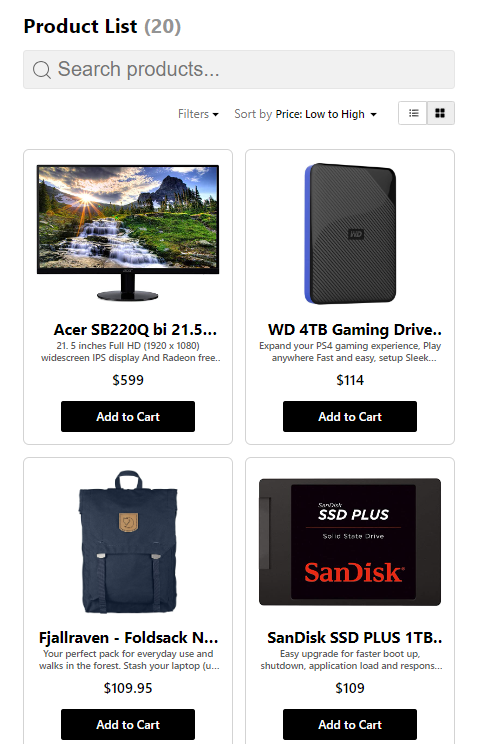 Product List (20)
Search products...
Filters
Sort by Price: Low to High
acer
WD
Acer SB220Q bi 21.5...
21. 5 inches Full HD (1920 x 1080)
widescreen IPS display And Radeon free..
$599
Add to Cart
WD 4TB Gaming Drive..
Expand your PS4 gaming experience, Play
anywhere Fast and easy, setup Sleek...
$114
Add to Cart
SanDisk
SSD PLUS
Solid State Drive
SanDisk
Fjallraven - Foldsack N...
Your perfect pack for everyday use and
walks in the forest. Stash your laptop (u...
$109.95
Add to Cart
SanDisk SSD PLUS 1TB..
Easy upgrade for faster boot up,
shutdown, application load and respons...
$109
Add to Cart